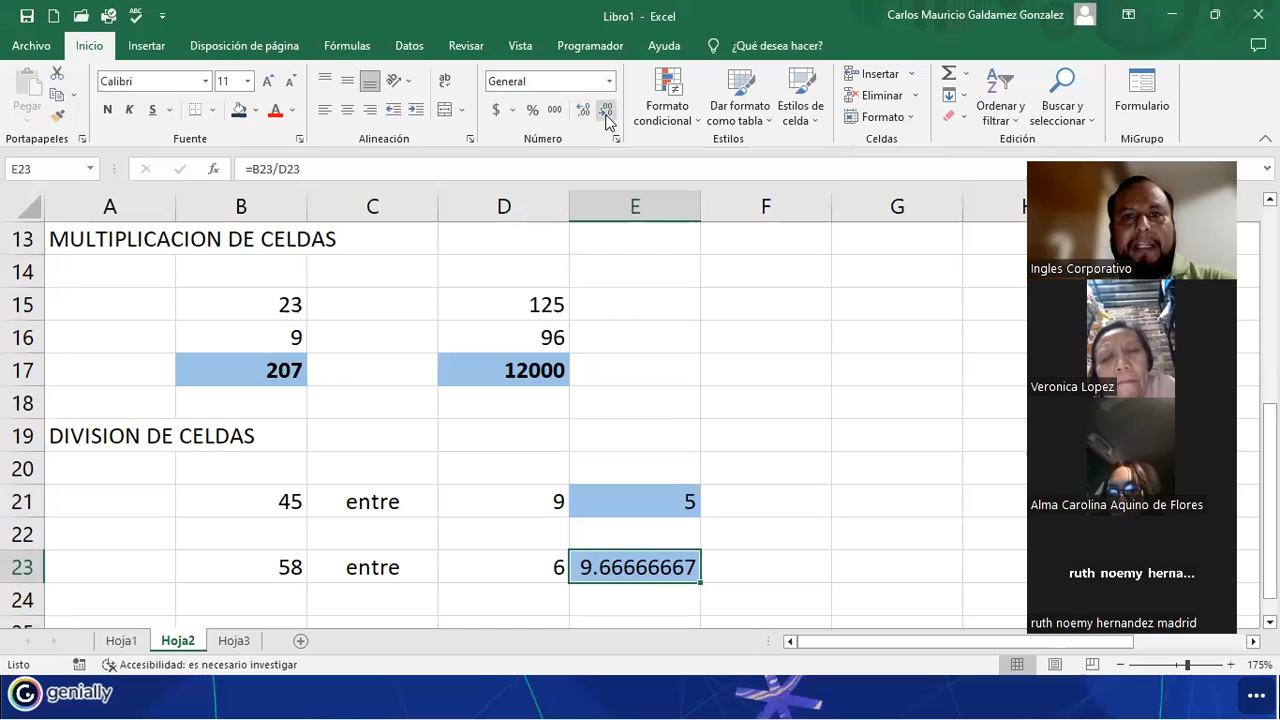 Libro1 - Excel
Carlos Mauricio Galdamez Gonzalez
Archivo Inicio Insertar Disposición de página Fórmulas Datos Revisar Vista Programador Ayuda ¿Qué desea hacer?
Pegar
Calibri 11
N K S
General
$ % 000
Formato condicional
Dar formato como tabla
Estilos de celda
Insertar
Eliminar
Formato
Ordenar y filtrar
Buscar y seleccionar
Formulario
Portapapeles Fuente Alineación Número Estilos Celdas Edición MiGrupo
E23 fx =B23/D23
A B C D E F G
13 MULTIPLICACION DE CELDAS
14
15 23 125
16 9 96
17 207 12000
18
19 DIVISION DE CELDAS
20
21 45 entre 9 5
22
23 58 entre 6 9.66666667
24
Ingles Corporativo
Veronica Lopez
Alma Carolina Aquino de Flores
ruth noemy herna...
ruth noemy hernandez madrid
Hoja1 Hoja2 Hoja3
Listo Accesibilidad: es necesario investigar 175%
genially